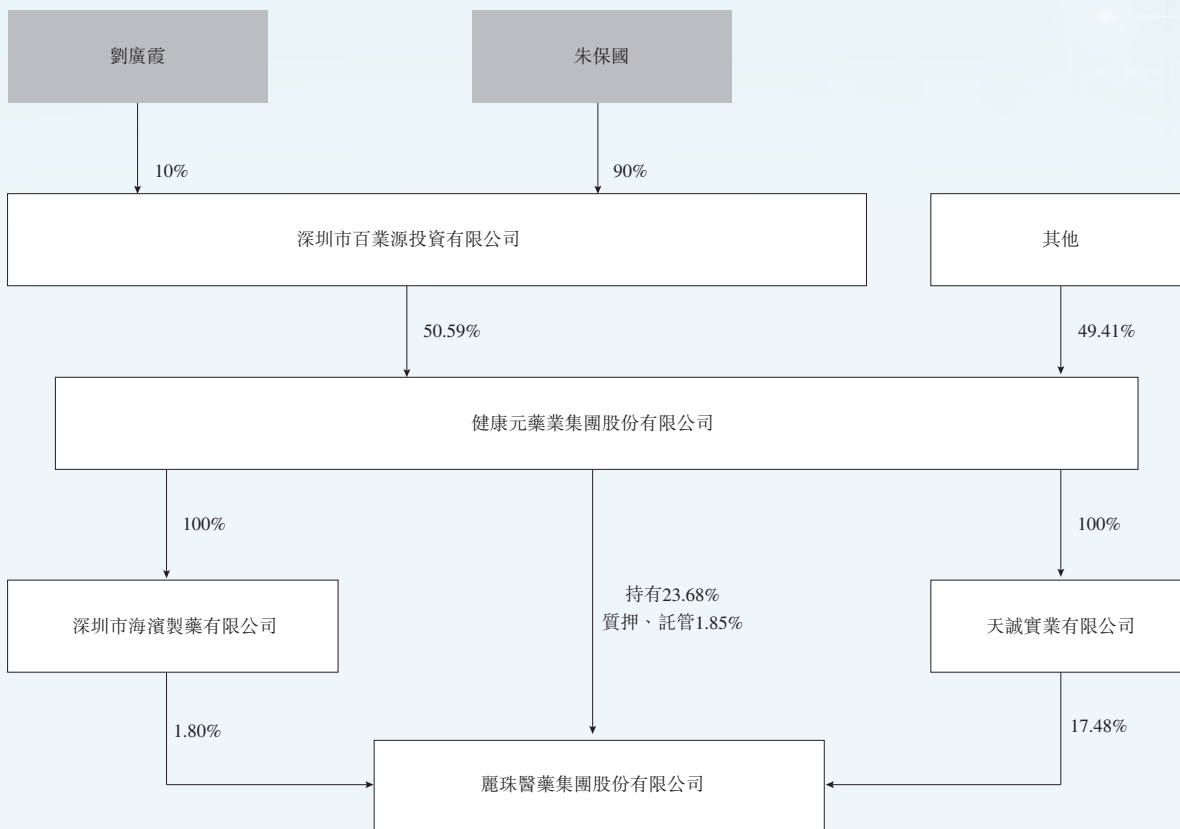 劉廣霞
朱保國
10%
90%
深圳市百業源投資有限公司
其他
50.59%
49.41%
健康元藥業集團股份有限公司
100%
100%
持有23.68%
質押、託管1.85%
深圳市海濱製藥有限公司
天誠實業有限公司
1.80%
17.48%
麗珠醫藥集團股份有限公司